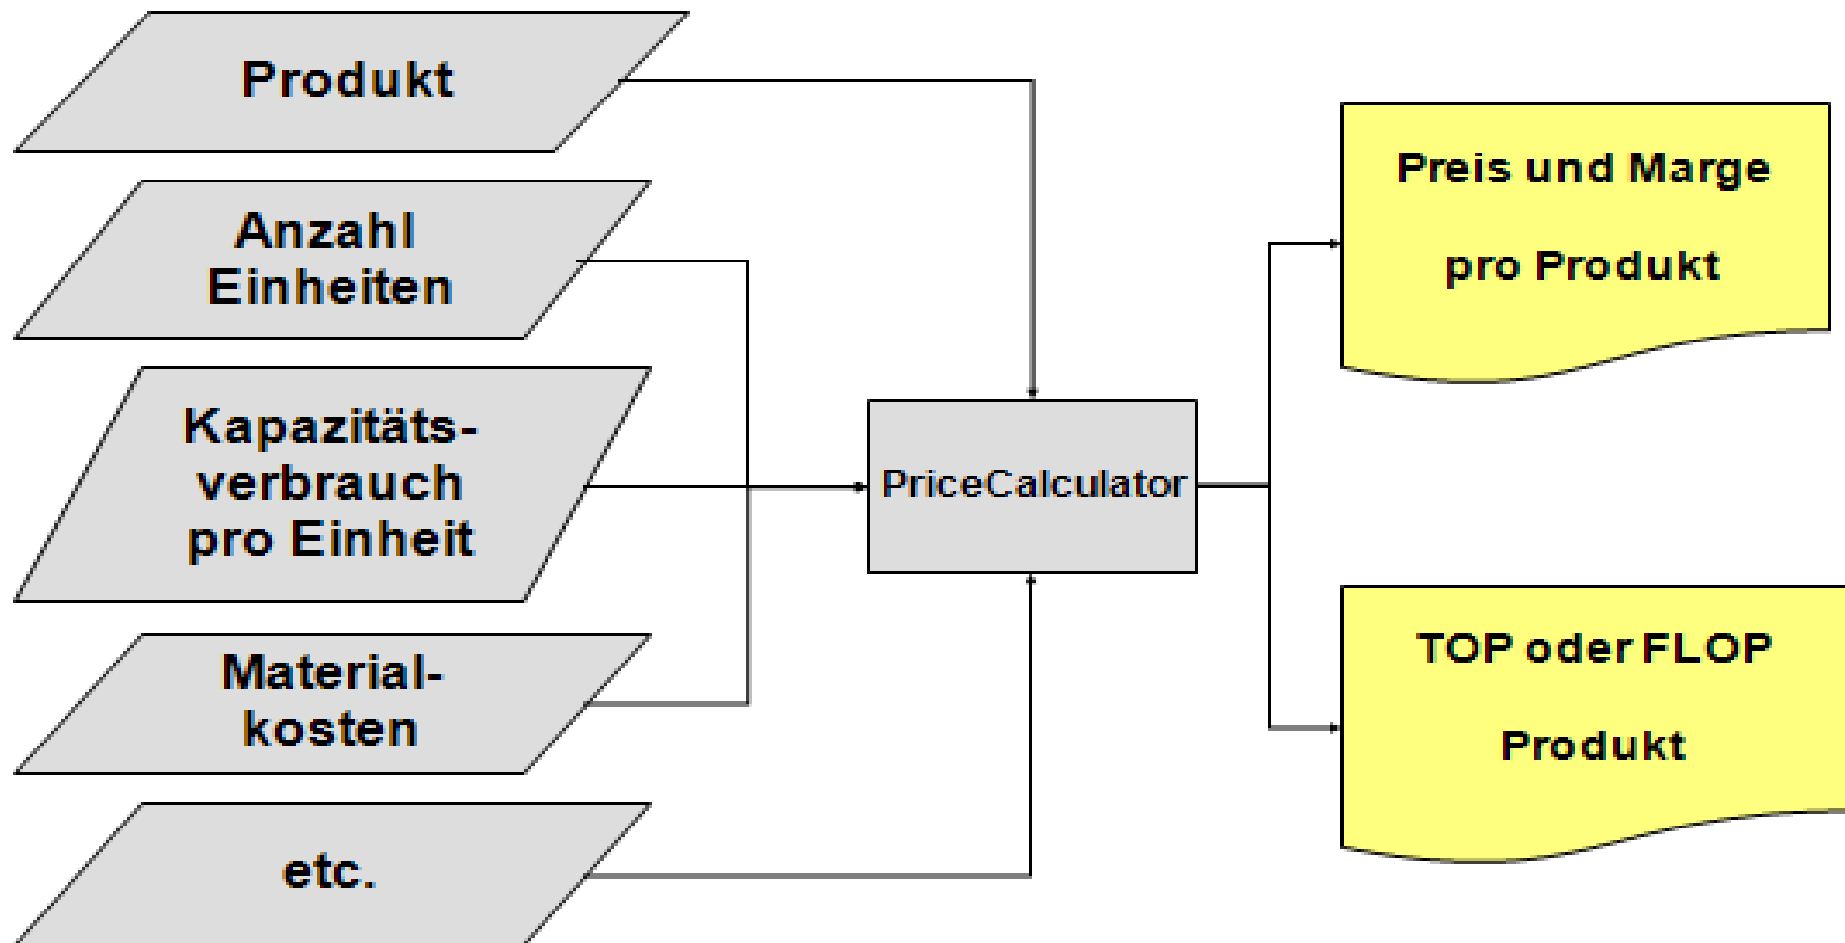 Produkt
Anzahl
Einheiten
Kapazitäts-
verbrauch
pro Einheit
Material-
kosten
etc.
PriceCalculator
Preis und Marge
pro Produkt
TOP oder FLOP
Produkt